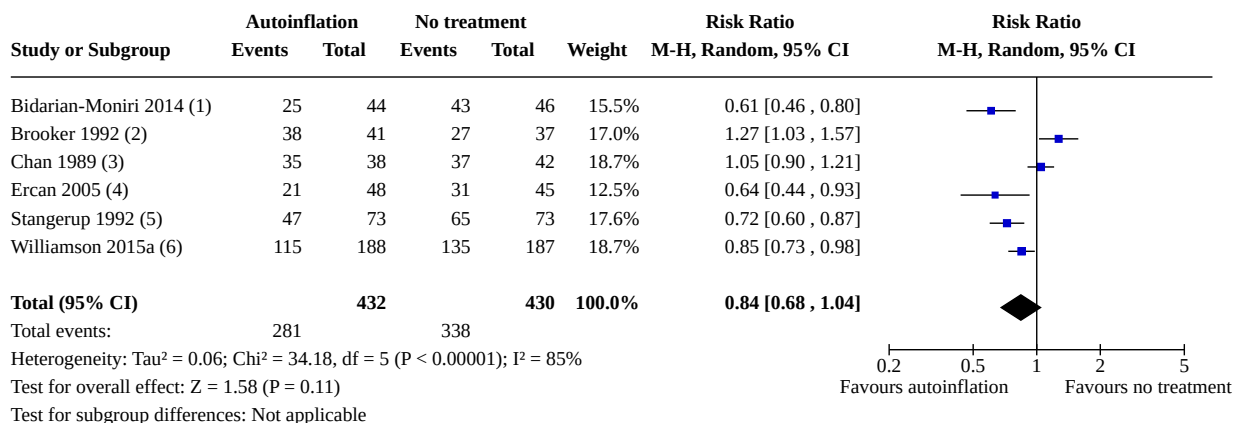 Autoinflation No treatment Risk Ratio Risk Ratio
Study or Subgroup Events Total Events Total Weight M-H, Random, 95% CI M-H, Random, 95% CI
Bidarian-Moniri 2014 (1) 25 44 43 46 15.5% 0.61 [0.46 , 0.80]
Brooker 1992 (2) 38 41 27 37 17.0% 1.27 [1.03 , 1.57]
Chan 1989 (3) 35 38 37 42 18.7% 1.05 [0.90 , 1.21]
Ercan 2005 (4) 21 48 31 45 12.5% 0.64 [0.44 , 0.93]
Stangerup 1992 (5) 47 73 65 73 17.6% 0.72 [0.60 , 0.87]
Williamson 2015a (6) 115 188 135 187 18.7% 0.85 [0.73 , 0.98]
Total (95% CI) 432 430 100.0% 0.84 [0.68 , 1.04]
Total events: 281 338
Heterogeneity: Tau² = 0.06; Chi² = 34.18, df = 5 (P < 0.00001); I² = 85%
0.2 0.5 1 2 5
Test for overall effect: Z = 1.58 (P = 0.11)
Favours autoinflation Favours no treatment
Test for subgroup differences: Not applicable